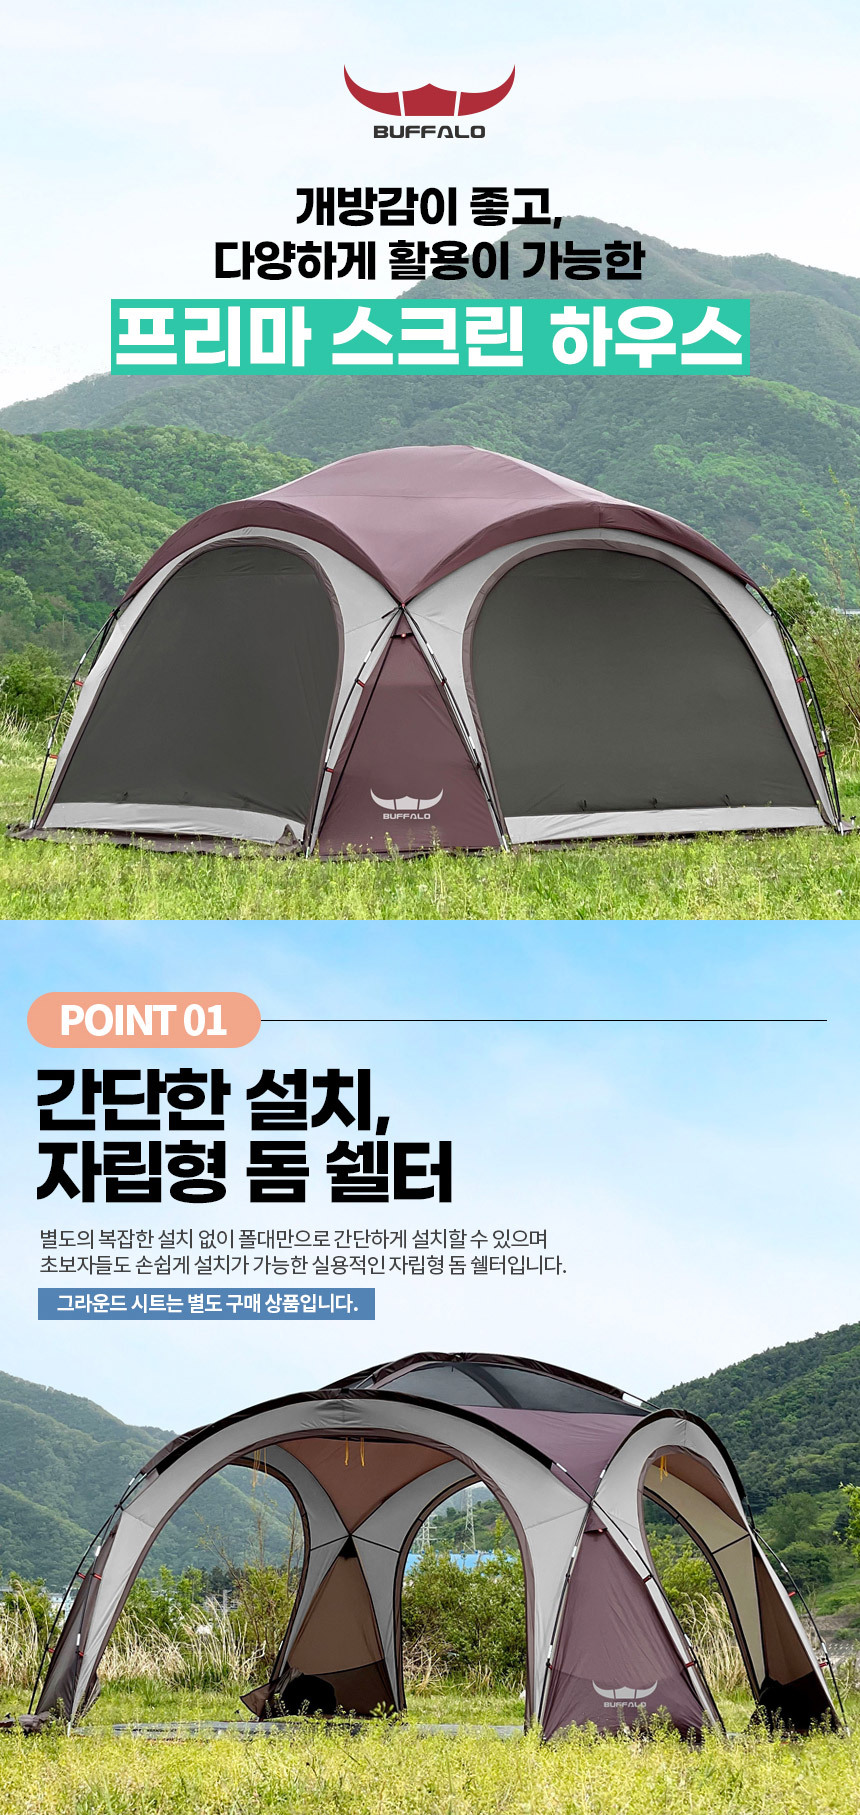 BUFFALO
개방감이 좋고,
다양하게 활용이 가능한
프리마 스크린 하우스
BUFFALO
POINT 01
간단한 설치,
자립형 돔 쉘터
별도의 복잡한 설치 없이 폴대만으로 간단하게 설치할 수 있으며
초보자들도 손쉽게 설치가 가능한 실용적인 자립형 돔 쉘터입니다.
그라운드 시트는 별도 구매 상품입니다.
BUFFALO